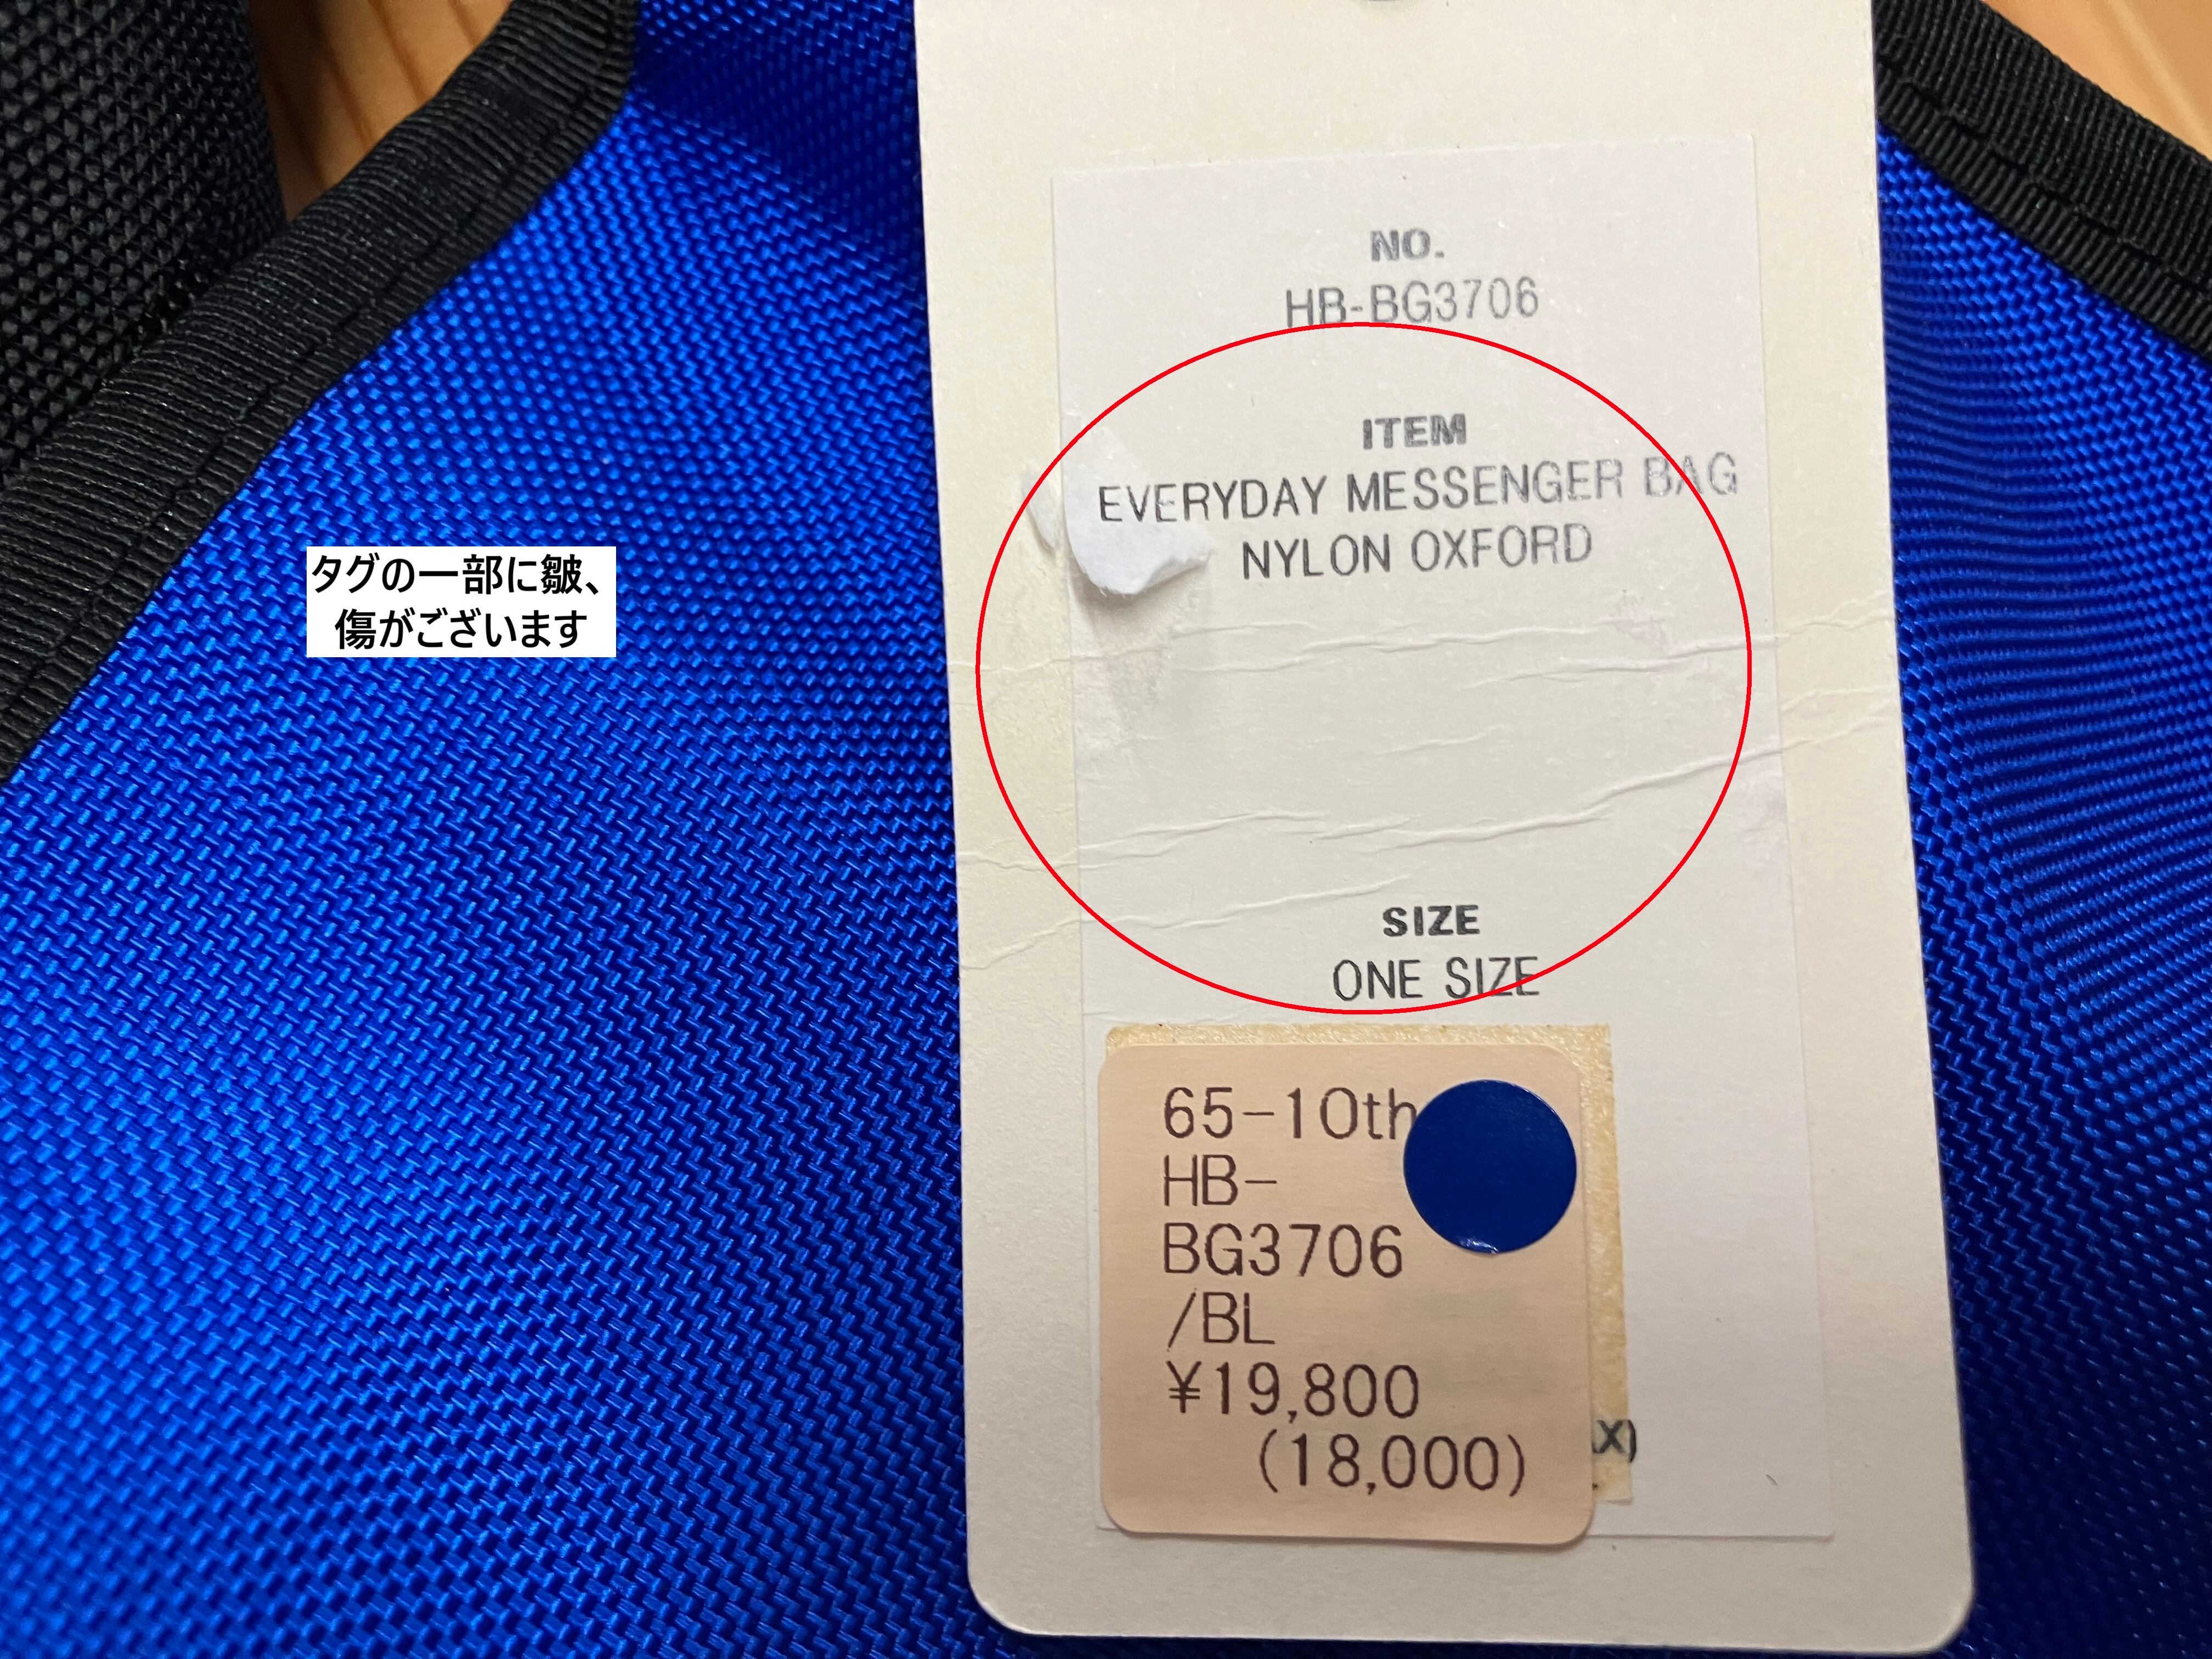 タグの一部に皺、
傷がございます
NO.
HB-BG3706
ITEM
EVERYDAY MESSENGER BAG
NYLON OXFORD
SIZE
ONE SIZE
65-10th
HB-
BG3706
/BL
¥19,800
(18,000)
X)